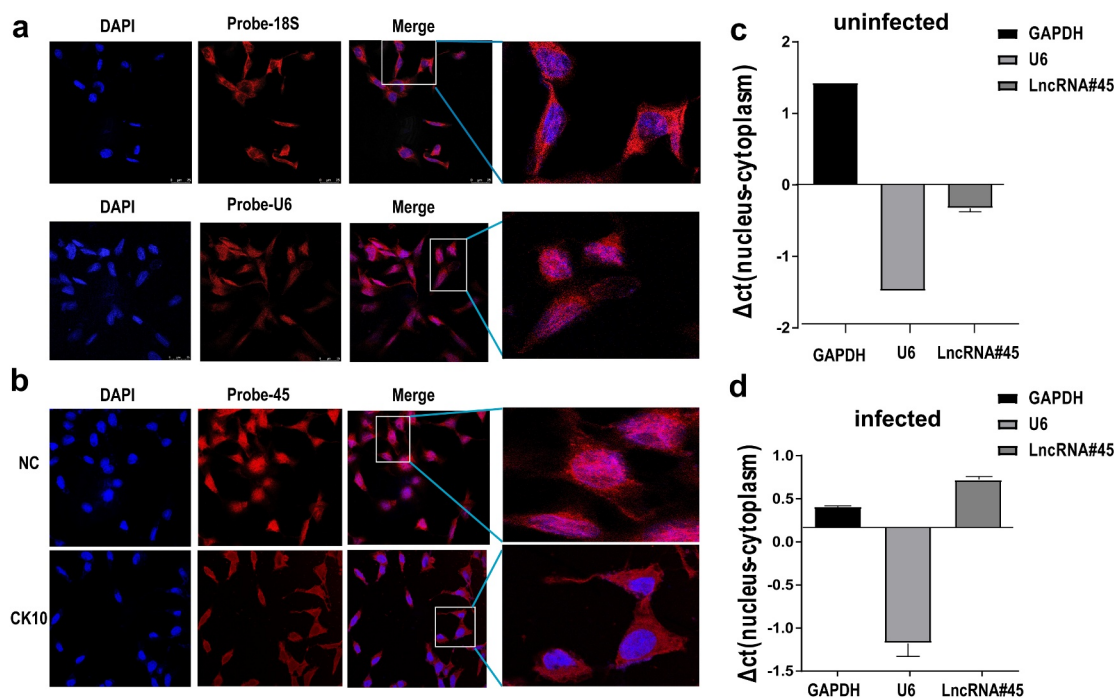 a
DAPI Probe-18S Merge
DAPI Probe-U6 Merge
b
DAPI Probe-45 Merge
NC
CK10
c
uninfected
GAPDH
U6
LncRNA#45
Δct(nucleus-cytoplasm)
2
1
0
-1
-2
GAPDH U6 LncRNA#45
d
infected
GAPDH
U6
LncRNA#45
Δct(nucleus-cytoplasm)
1.0
0.5
0.0
-0.5
-1.0
-1.5
GAPDH U6 LncRNA#45